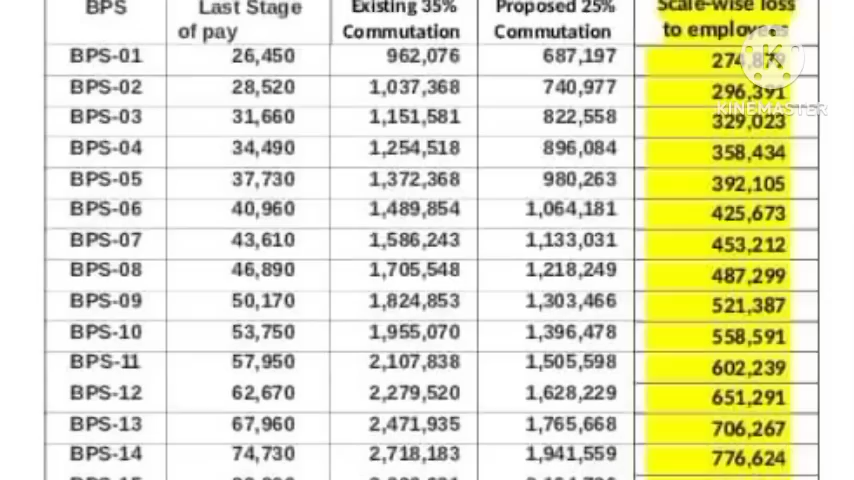 BPS Last Stage of pay Existing 35% Commutation Proposed 25% Commutation Scale-wise loss to employees
BPS-01 26,450 962,076 687,197 274,879
BPS-02 28,520 1,037,368 740,977 296,391
KINEMASTER
BPS-03 31,660 1,151,581 822,558 329,023
BPS-04 34,490 1,254,518 896,084 358,434
BPS-05 37,730 1,372,368 980,263 392,105
BPS-06 40,960 1,489,854 1,064,181 425,673
BPS-07 43,610 1,586,243 1,133,031 453,212
BPS-08 46,890 1,705,548 1,218,249 487,299
BPS-09 50,170 1,824,853 1,303,466 521,387
BPS-10 53,750 1,955,070 1,396,478 558,591
BPS-11 57,950 2,107,838 1,505,598 602,239
BPS-12 62,670 2,279,520 1,628,229 651,291
BPS-13 67,960 2,471,935 1,765,668 706,267
BPS-14 74,730 2,718,183 1,941,559 776,624